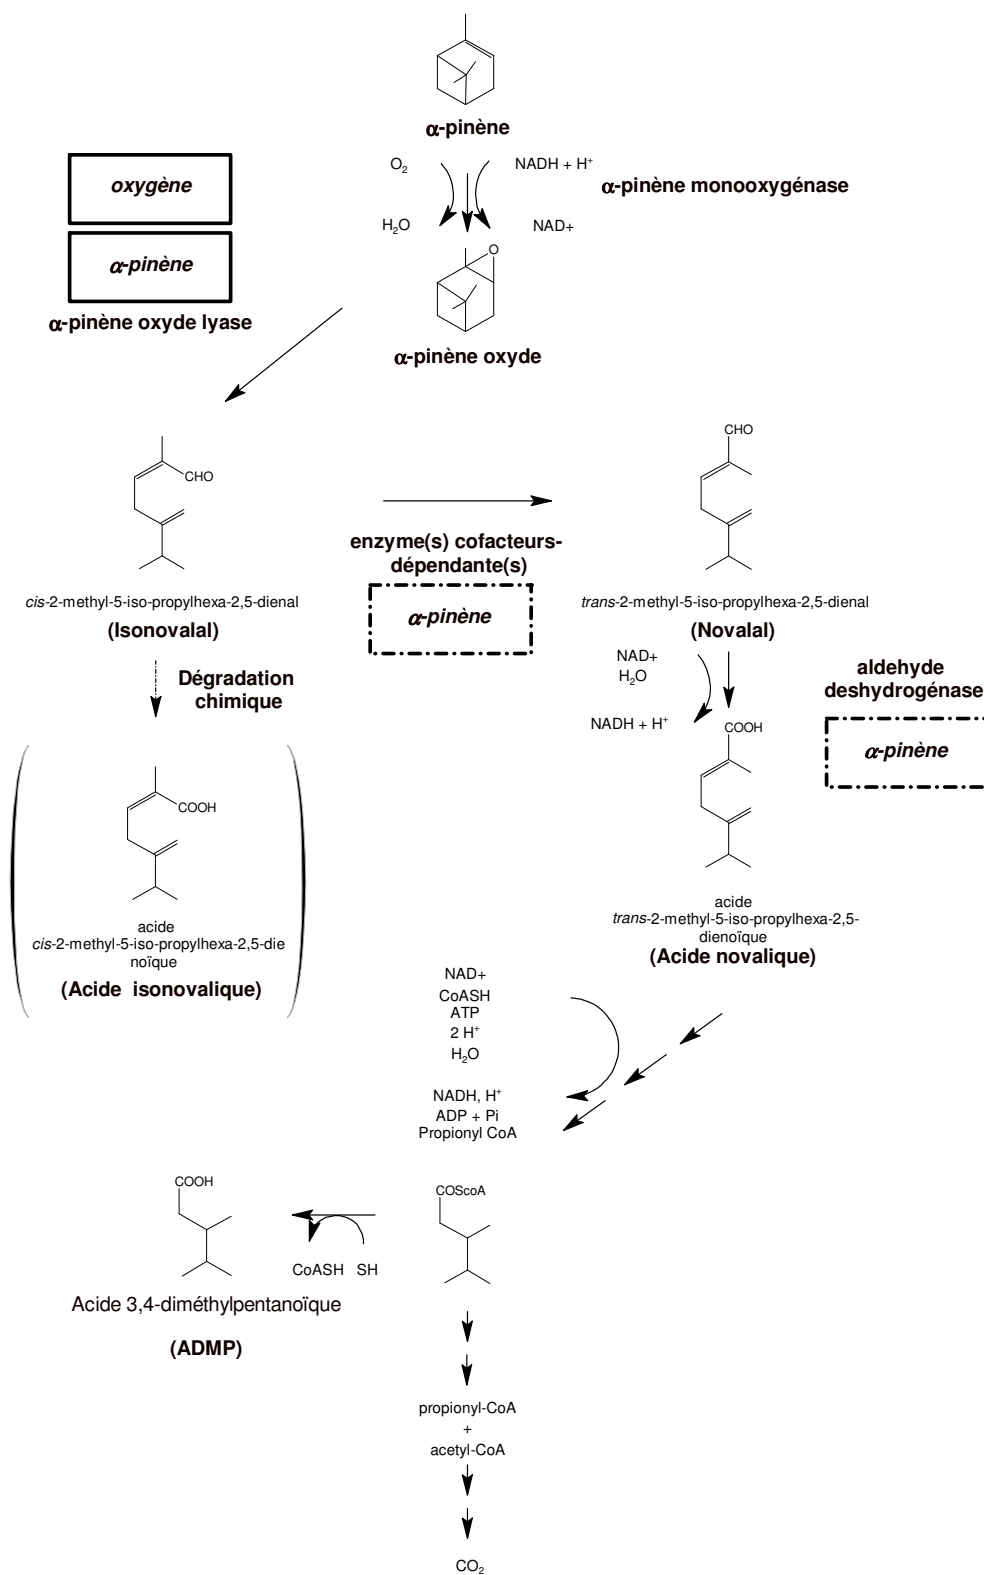 α-pinène
O2
NADH + H+
α-pinène monooxygénase
oxygène
H2O
NAD+
α-pinène
O
α-pinène oxyde lyase
α-pinène oxyde
CHO
CHO
enzyme(s) cofacteurs-
dépendante(s)
α-pinène
cis-2-methyl-5-iso-propylhexa-2,5-dienal
(Isonovalal)
trans-2-methyl-5-iso-propylhexa-2,5-dienal
(Novalal)
Dégradation
chimique
NAD+
H2O
NADH + H+
aldehyde
deshydrogénase
α-pinène
COOH
COOH
acide
cis-2-methyl-5-iso-propylhexa-2,5-die
noïque
(Acide isonovalique)
acide
trans-2-methyl-5-iso-propylhexa-2,5-
dienoïque
(Acide novalique)
NAD+
CoASH
ATP
2 H+
H2O
NADH, H+
ADP + Pi
Propionyl CoA
COOH
COScoA
CoASH
SH
Acide 3,4-diméthylpentanoïque
(ADMP)
propionyl-CoA
+
acetyl-CoA
CO2